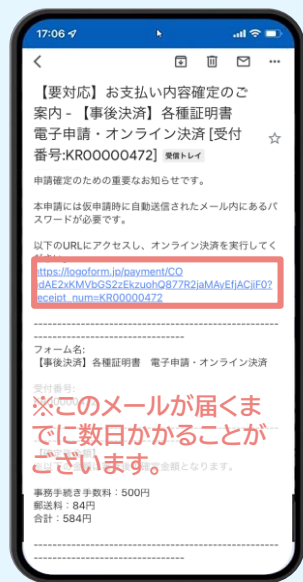 17:06
【要対応】お支払い内容確定のご
案内 - 【事後決済】各種証明書
電子申請・オンライン決済 [受付
番号:KR00000472] 受信トレイ
申請確定のための重要なお知らせです。
本申請には仮申請時に自動送信されたメール内にあるパ
スワードが必要です。
以下のURLにアクセスし、オンライン決済を実行してく
https://logoform.jp/payment/CO
dAE2xKMVbGS2zEkzuohQ877R2jaMAvEfjACjiF0?
receipt_num=KR00000472
--------------------------------------------------------
------------------------------------
フォーム名:
【事後決済】各種証明書　電子申請・オンライン決済
受付番号:
※このメールが届くま
でに数日かかることが
ございます。
事務手続き手数料：500円
郵送料：84円
合計：584円
--------------------------------------------------------
------------------------------------